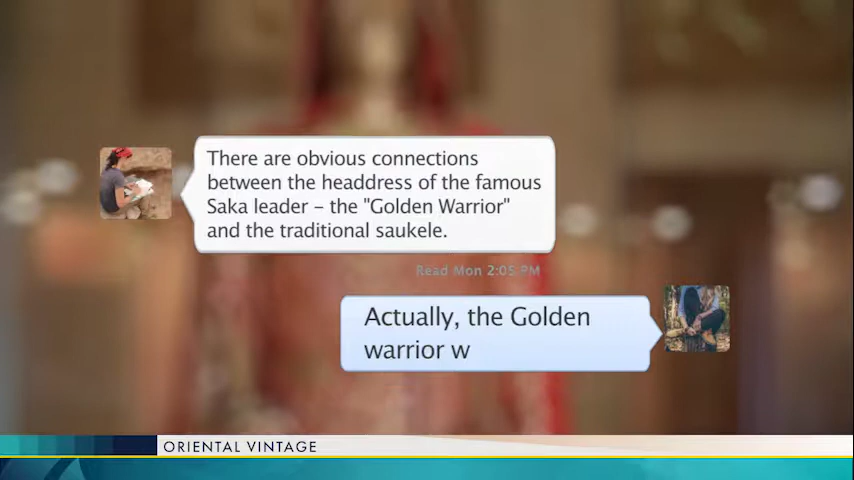 There are obvious connections
between the headdress of the famous
Saka leader – the "Golden Warrior"
and the traditional saukele.
Read Mon 2:05 PM
Actually, the Golden
warrior w
ORIENTAL VINTAGE